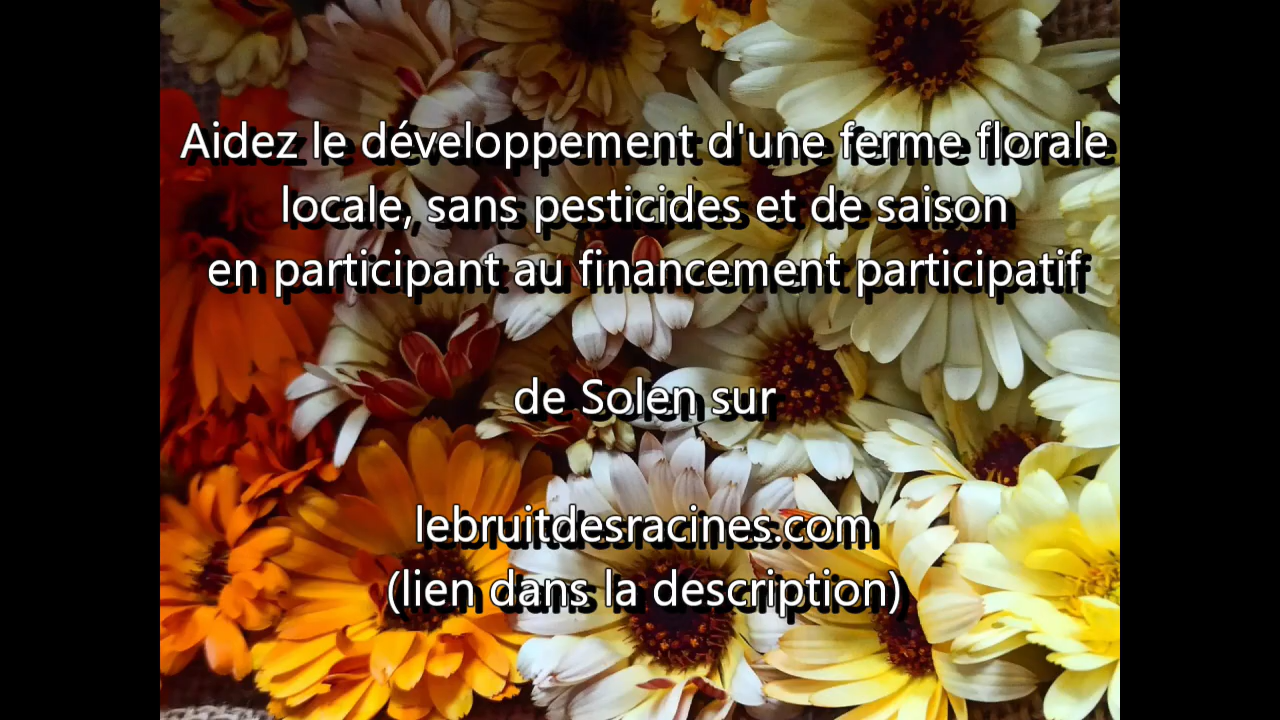 Aidez le développement d'une ferme florale
locale, sans pesticides et de saison
en participant au financement participatif
de Solen sur
lebruitdesracines.com
(lien dans la description)